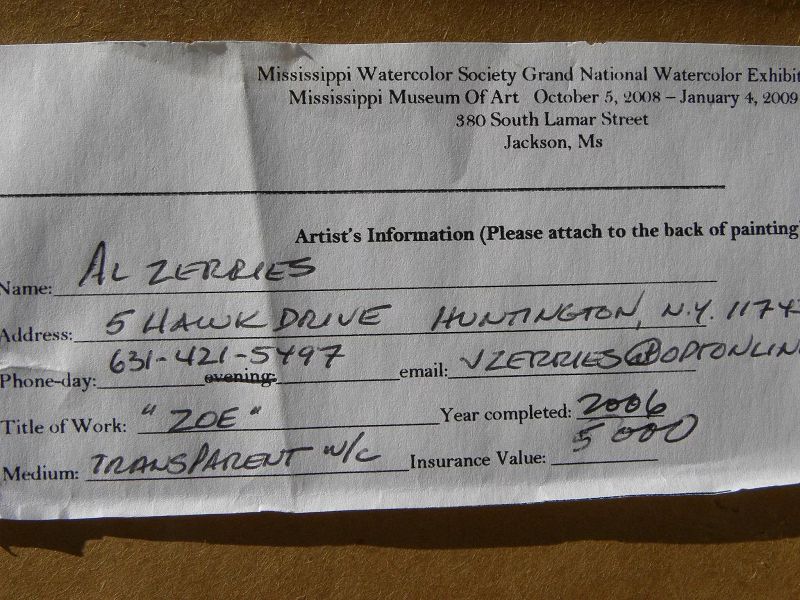 Mississippi Watercolor Society Grand National Watercolor Exhibit
Mississippi Museum Of Art October 5, 2008 – January 4, 2009
380 South Lamar Street
Jackson, Ms
Artist's Information (Please attach to the back of painting)
Name: AL ZERRIES
Address: 5 HAWK DRIVE HUNTINGTON, N.Y. 1174
Phone-day: 631-421-5497 evening: email: VZERRIES@OPTONLIN
Title of Work: "ZOE" Year completed: 2006
Medium: TRANSPARENT W/C Insurance Value: 5000